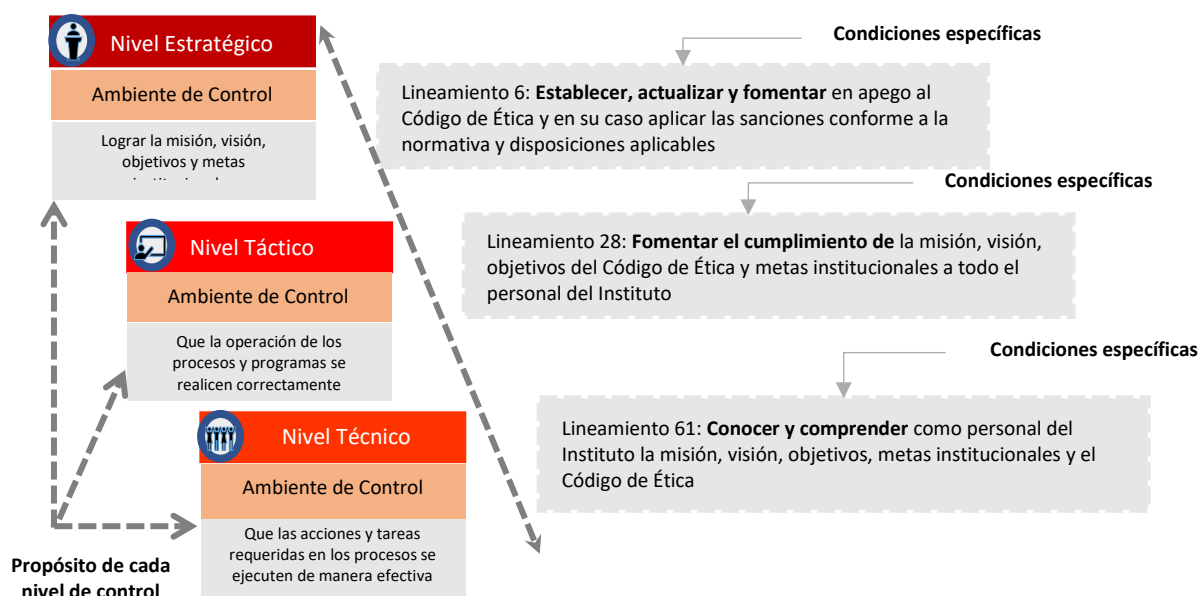 Nivel Estratégico
Ambiente de Control
Lograr la misión, visión,
objetivos y metas
Condiciones específicas
Lineamiento 6: Establecer, actualizar y fomentar en apego al
Código de Ética y en su caso aplicar las sanciones conforme a la
normativa y disposiciones aplicables
Nivel Táctico
Ambiente de Control
Que la operación de los
procesos y programas se
realicen correctamente
Condiciones específicas
Lineamiento 28: Fomentar el cumplimiento de la misión, visión,
objetivos del Código de Ética y metas institucionales a todo el
personal del Instituto
Nivel Técnico
Ambiente de Control
Que las acciones y tareas
requeridas en los procesos se
ejecuten de manera efectiva
Condiciones específicas
Lineamiento 61: Conocer y comprender como personal del
Instituto la misión, visión, objetivos, metas institucionales y el
Código de Ética
Propósito de cada
nivel de control